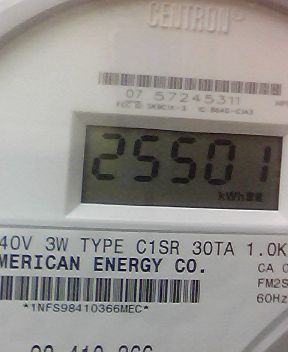 CENTRON
07 57245311
25501
kWh
40V 3W TYPE C1SR 30TA 1.0K
MERICAN ENERGY CO.
CA 0
FM2S
60Hz
*1NFS98410366MEC*